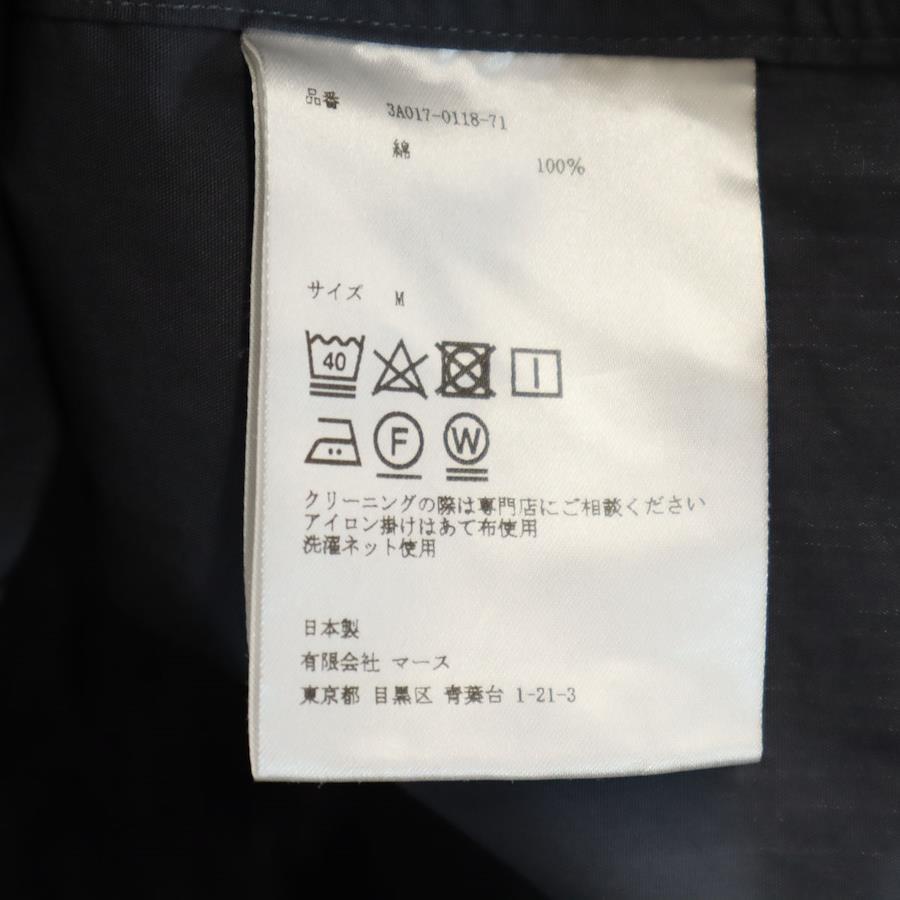 品番 3A017-0118-71
綿 100%
サイズ M
40
F W
クリーニングの際は専門店にご相談ください
アイロン掛けはあて布使用
洗濯ネット使用
日本製
有限会社 マース
東京都 目黒区 青葉台 1-21-3